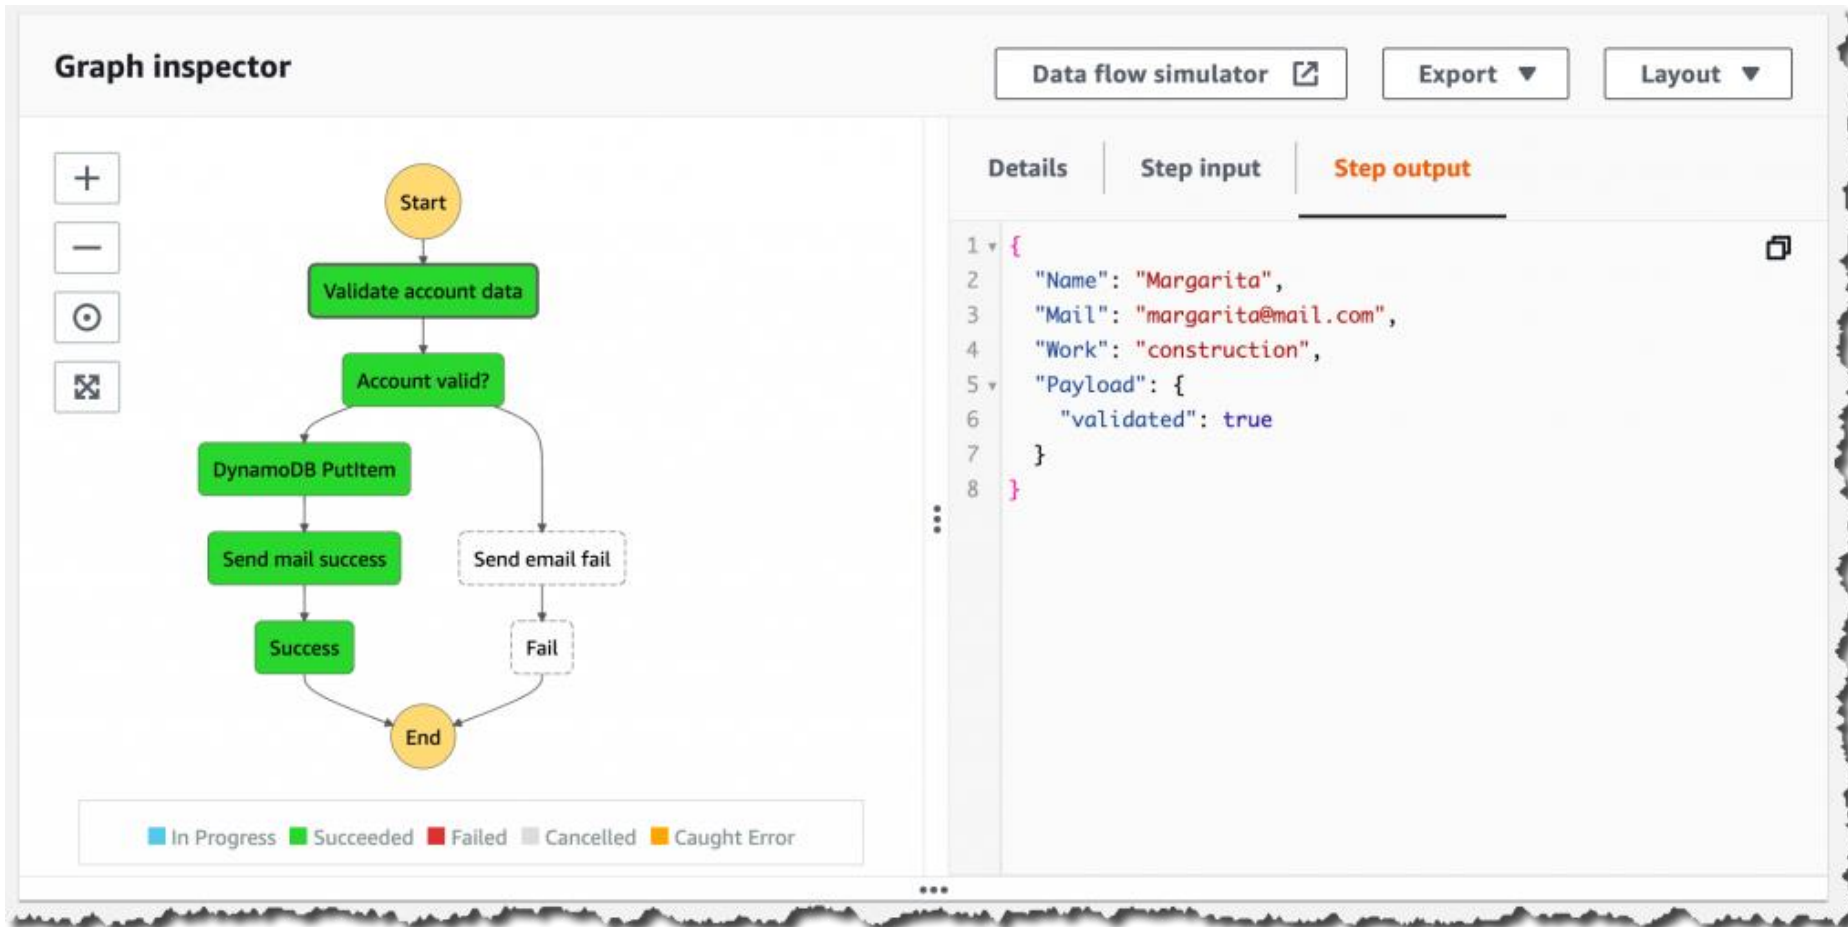 Graph inspector
Data flow simulator
Export
Layout
Start
Validate account data
Account valid?
DynamoDB PutItem
Send mail success
Send email fail
Success
Fail
End
In Progress Succeeded Failed Cancelled Caught Error
Details
Step input
Step output
1 {
2 "Name": "Margarita",
3 "Mail": "margarita@mail.com",
4 "Work": "construction",
5 "Payload": {
6 "validated": true
7 }
8 }